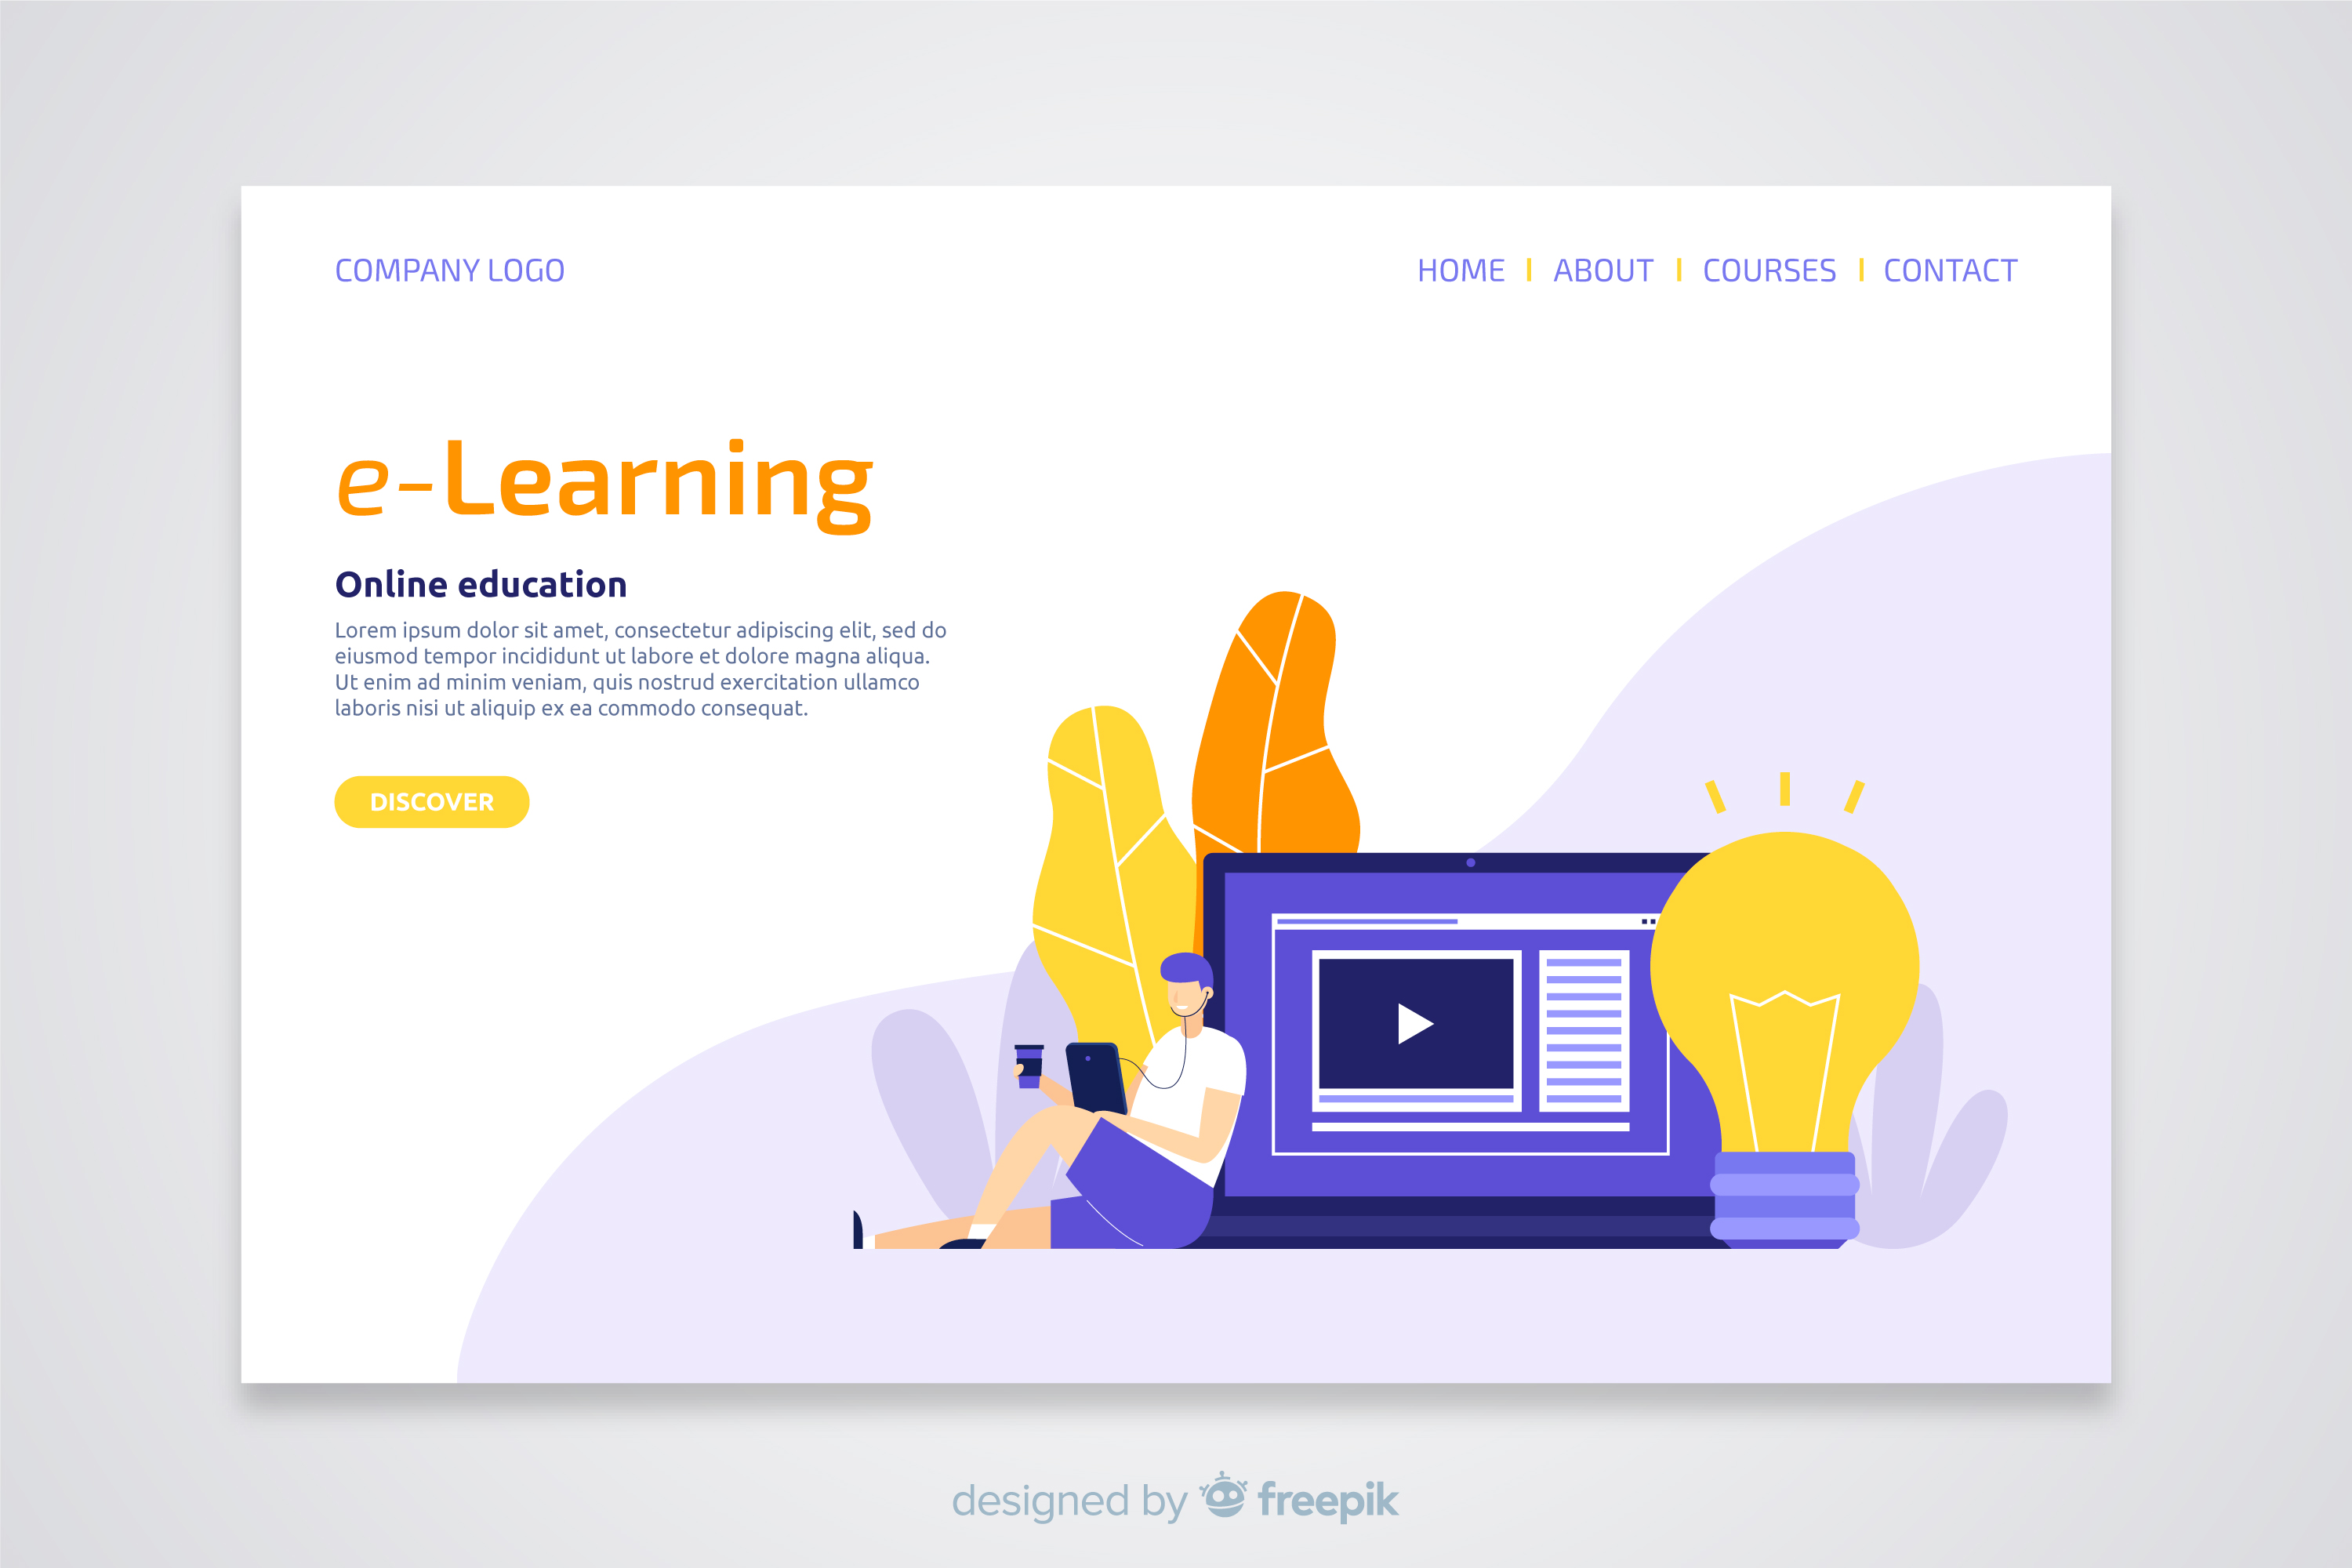 COMPANY LOGO
HOME | ABOUT | COURSES | CONTACT
e-Learning
Online education
Lorem ipsum dolor sit amet, consectetur adipiscing elit, sed do
eiusmod tempor incididunt ut labore et dolore magna aliqua.
Ut enim ad minim veniam, quis nostrud exercitation ullamco
laboris nisi ut aliquip ex ea commodo consequat.
DISCOVER
designed by freepik